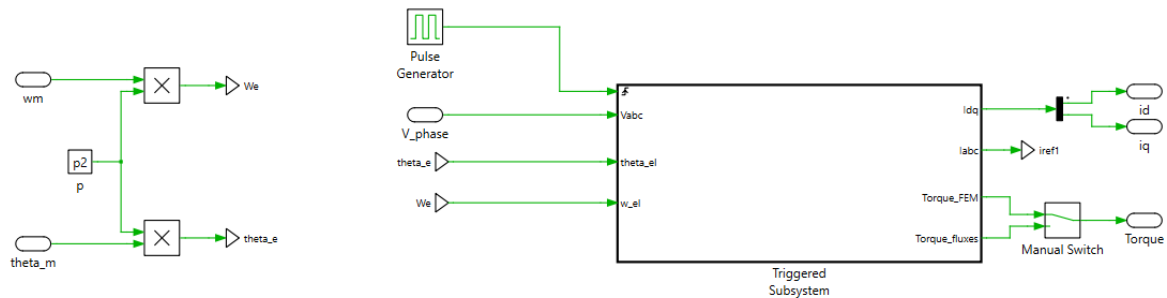 wm
We
p2
p
theta_m
theta_e
Pulse
Generator
V_phase
theta_e
We
Vabc
theta_el
w_el
Idq
Iabc
Torque_FEM
Torque_fluxes
Triggered
Subsystem
*
id
iq
iref1
Manual Switch
Torque